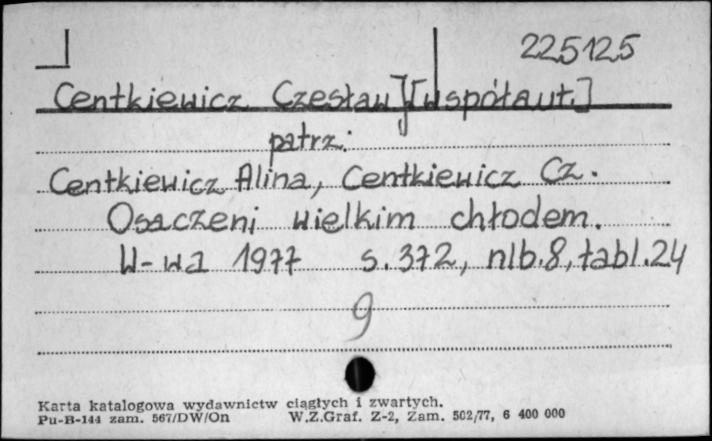 225125
Centkiewicz Czesław J. [współaut.]
patrz:
Centkiewicz Alina, Centkiewicz Cz.
Osaczeni wielkim chłodem.
W-wa 1977 s. 372, nlb. 8, tabl. 24
9
Karta katalogowa wydawnictw ciągłych i zwartych.
Pu-B-144 zam. 567/DW/On W.Z.Graf. Z-2, Zam. 502/77, 6 400 000